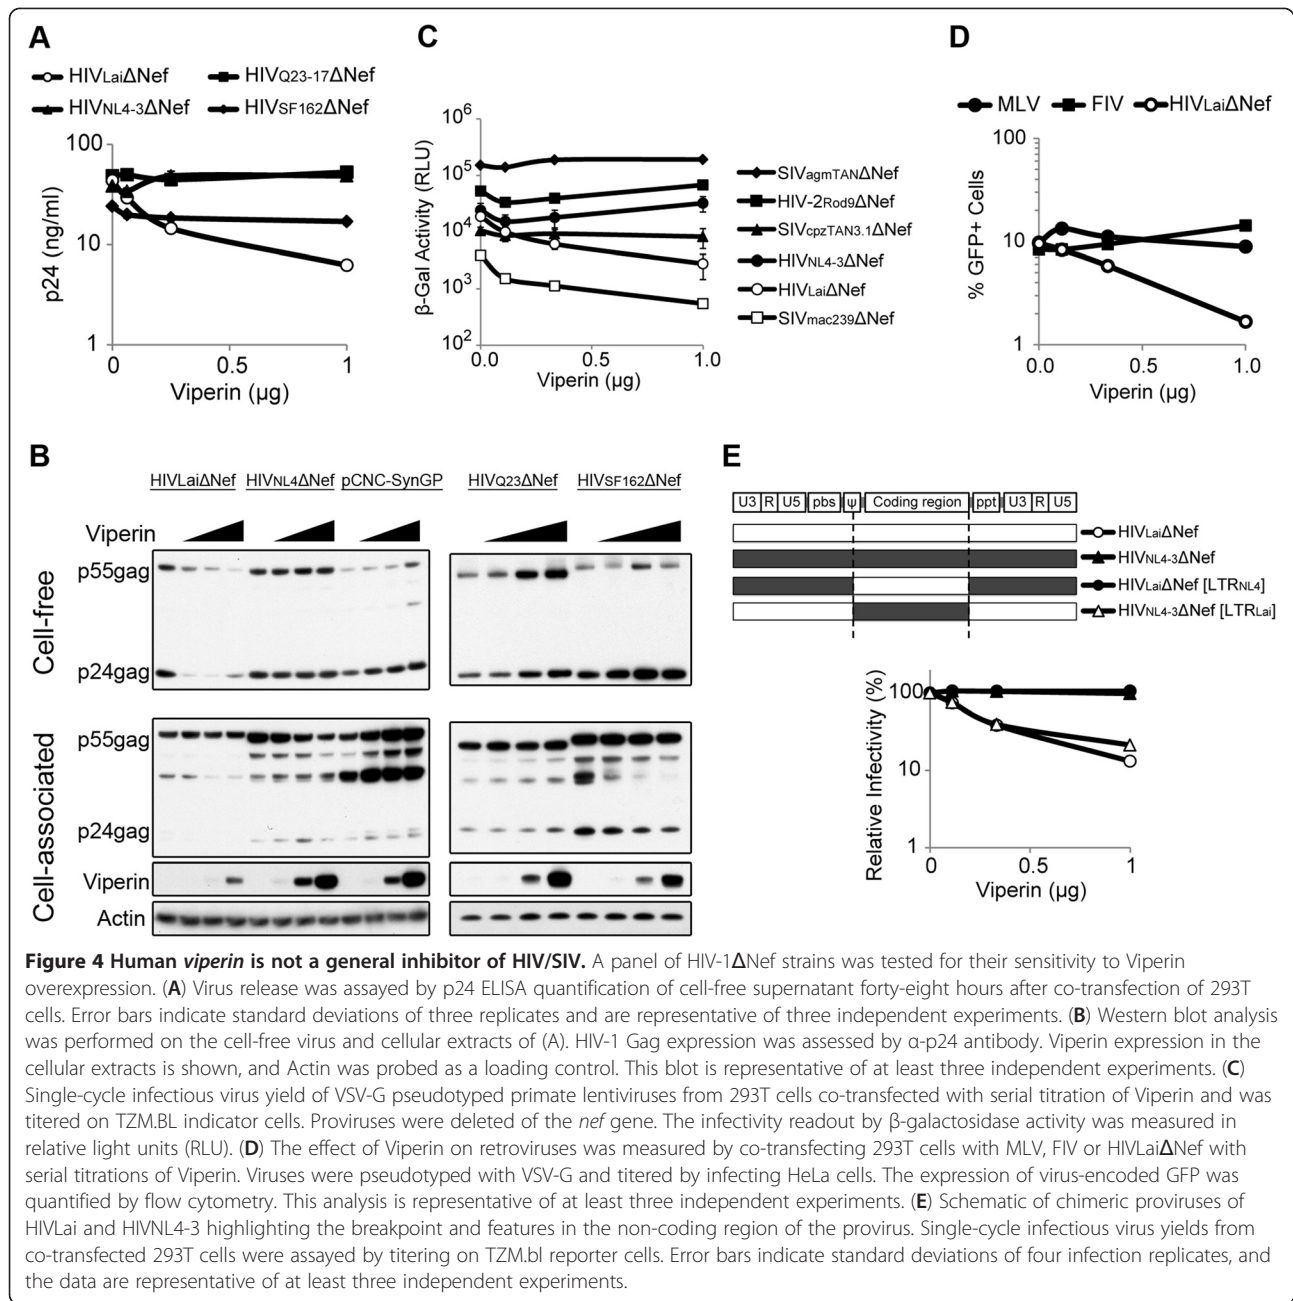 A
HIVLaiΔNef HIVQ23-17ΔNef
HIVNL4-3ΔNef HIVSF162ΔNef
p24 (ng/ml)
100
10
1
0 0.5 1
Viperin (µg)
C
β-Gal Activity (RLU)
10⁶
10⁵
10⁴
10³
10²
0.0 0.5 1.0
Viperin (µg)
SIVagmTANΔNef
HIV-2Rod9ΔNef
SIVcpzTAN3.1ΔNef
HIVNL4-3ΔNef
HIVLaiΔNef
SIVmac239ΔNef
D
MLV FIV HIVLaiΔNef
% GFP+ Cells
100
10
1
0.0 0.5 1.0
Viperin (µg)
B
HIVLaiΔNef HIVNL4ΔNef pCNC-SynGP HIVQ23ΔNef HIVSF162ΔNef
Viperin
Cell-free
p55gag
p24gag
Cell-associated
p55gag
p24gag
Viperin
Actin
E
U3 R U5 pbs ψ Coding region ppt U3 R U5
HIVLaiΔNef
HIVNL4-3ΔNef
HIVLaiΔNef [LTRNL4]
HIVNL4-3ΔNef [LTRLai]
Relative Infectivity (%)
100
10
1
0 0.5 1
Viperin (µg)
Figure 4 Human viperin is not a general inhibitor of HIV/SIV. A panel of HIV-1ΔNef strains was tested for their sensitivity to Viperin
overexpression. (A) Virus release was assayed by p24 ELISA quantification of cell-free supernatant forty-eight hours after co-transfection of 293T
cells. Error bars indicate standard deviations of three replicates and are representative of three independent experiments. (B) Western blot analysis
was performed on the cell-free virus and cellular extracts of (A). HIV-1 Gag expression was assessed by α-p24 antibody. Viperin expression in the
cellular extracts is shown, and Actin was probed as a loading control. This blot is representative of at least three independent experiments. (C)
Single-cycle infectious virus yield of VSV-G pseudotyped primate lentiviruses from 293T cells co-transfected with serial titration of Viperin and was
titered on TZM.BL indicator cells. Proviruses were deleted of the nef gene. The infectivity readout by β-galactosidase activity was measured in
relative light units (RLU). (D) The effect of Viperin on retroviruses was measured by co-transfecting 293T cells with MLV, FIV or HIVLaiΔNef with
serial titrations of Viperin. Viruses were pseudotyped with VSV-G and titered by infecting HeLa cells. The expression of virus-encoded GFP was
quantified by flow cytometry. This analysis is representative of at least three independent experiments. (E) Schematic of chimeric proviruses of
HIVLai and HIVNL4-3 highlighting the breakpoint and features in the non-coding region of the provirus. Single-cycle infectious virus yields from
co-transfected 293T cells were assayed by titering on TZM.bl reporter cells. Error bars indicate standard deviations of four infection replicates, and
the data are representative of at least three independent experiments.